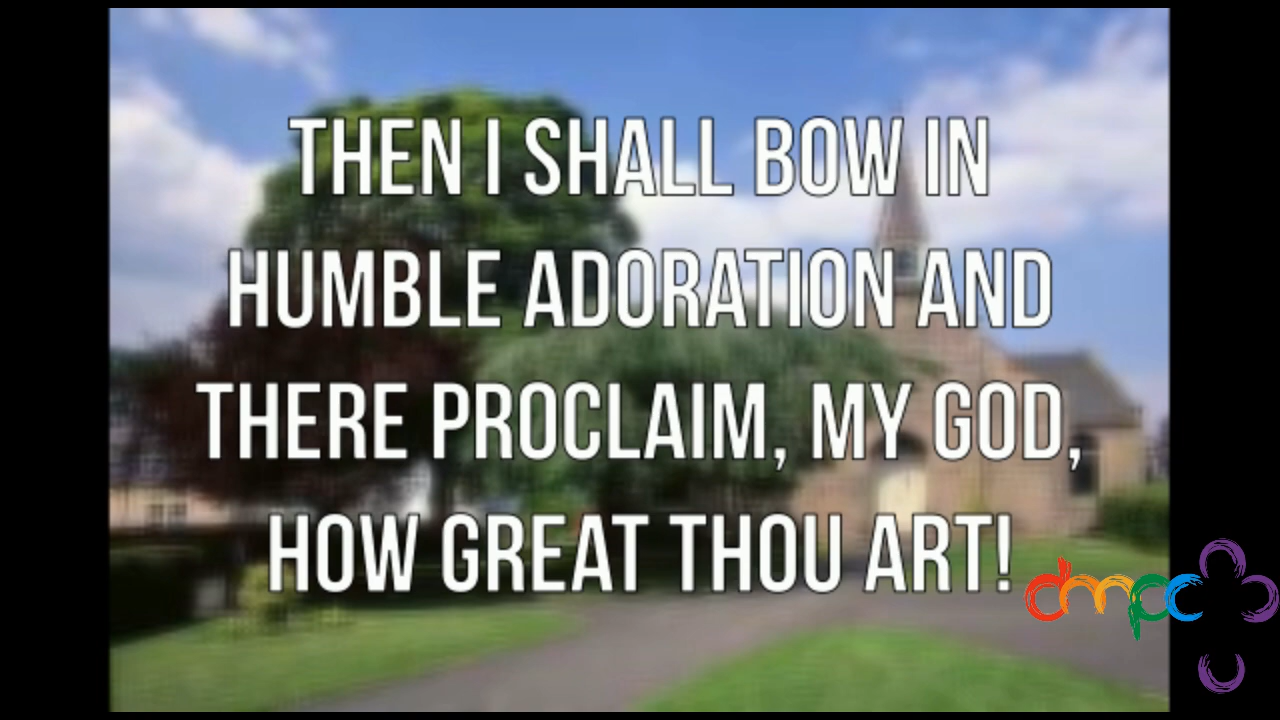 THEN I SHALL BOW IN
HUMBLE ADORATION AND
THERE PROCLAIM, MY GOD,
HOW GREAT THOU ART!
dmpc